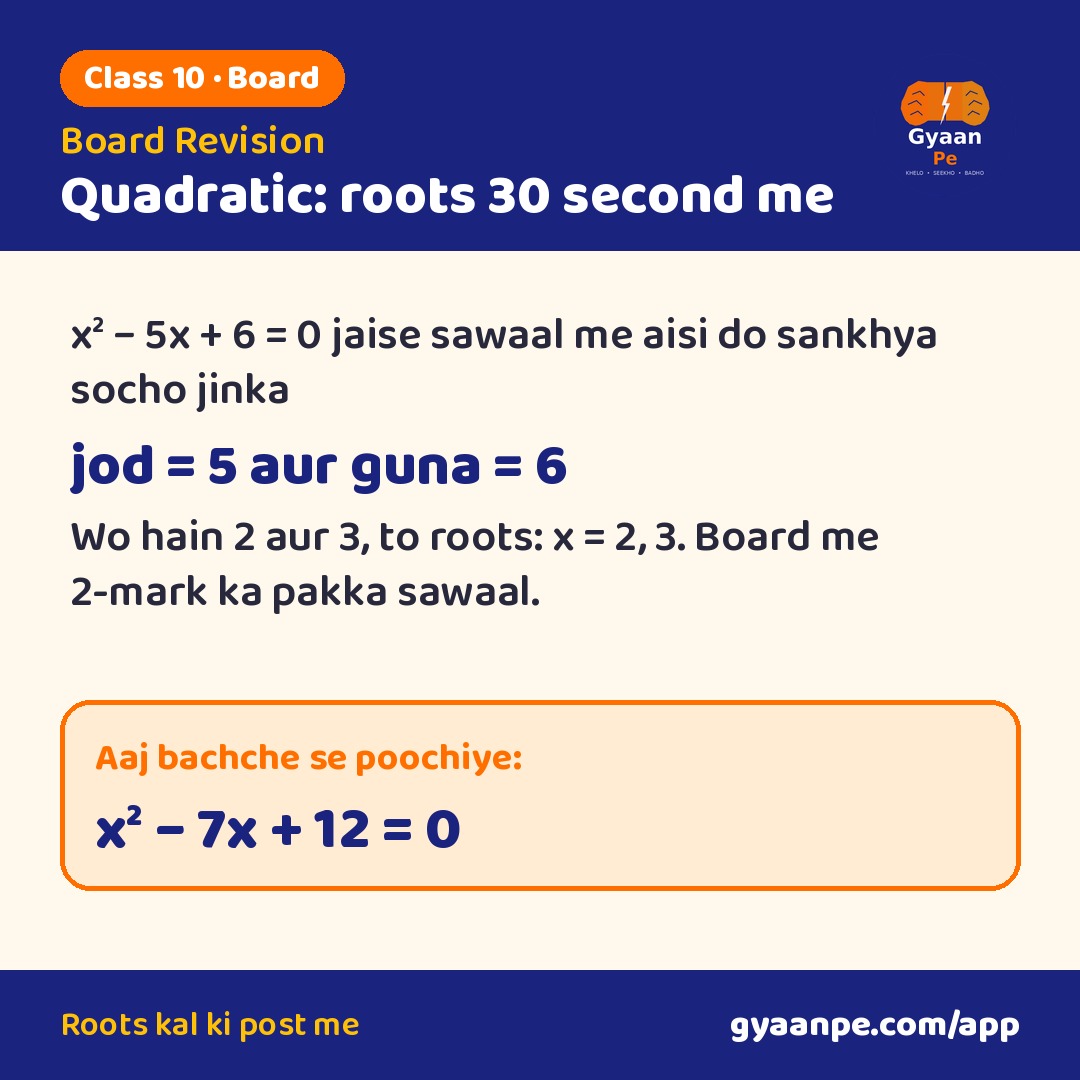 Class 10 · Board
Board Revision
Quadratic: roots 30 second me
Gyaan
Pe
KHELO • SEEKHO • BADHO
x² − 5x + 6 = 0 jaise sawaal me aisi do sankhya
socho jinka
jod = 5 aur guna = 6
Wo hain 2 aur 3, to roots: x = 2, 3. Board me
2-mark ka pakka sawaal.
Aaj bachche se poochiye:
x² − 7x + 12 = 0
Roots kal ki post me
gyaanpe.com/app